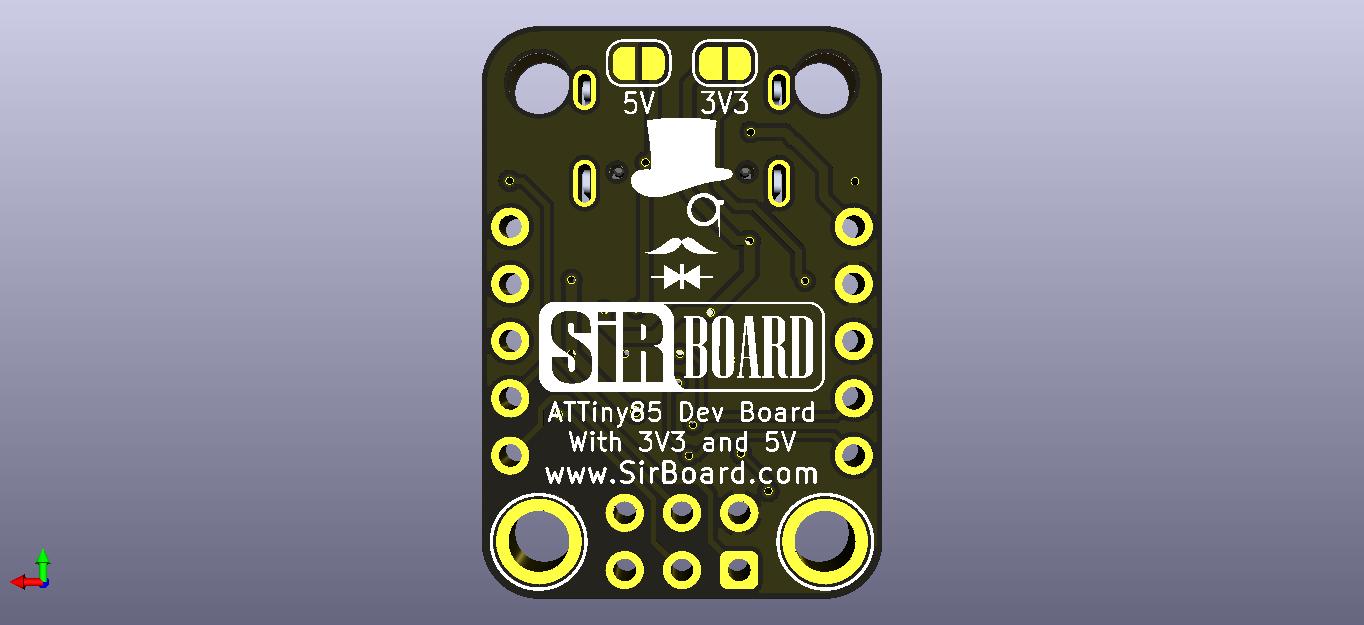 5V 3V3
SiR BOARD
ATTiny85 Dev Board
With 3V3 and 5V
www.SirBoard.com